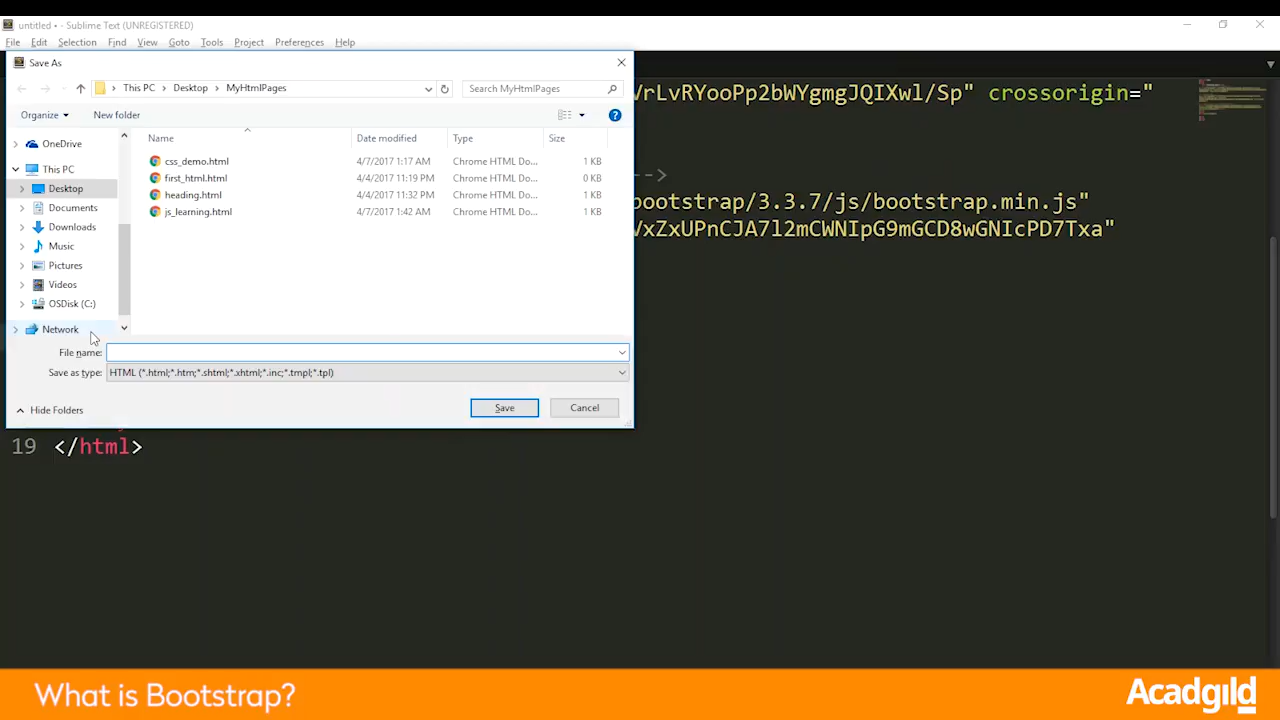 untitled • - Sublime Text (UNREGISTERED)
File Edit Selection Find View Goto Tools Project Preferences Help
Save As
This PC > Desktop > MyHtmlPages
Search MyHtmlPages
Organize New folder
Name Date modified Type Size
css_demo.html 4/7/2017 1:17 AM Chrome HTML Do... 1 KB
first_html.html 4/4/2017 11:19 PM Chrome HTML Do... 0 KB
heading.html 4/4/2017 11:32 PM Chrome HTML Do... 1 KB
js_learning.html 4/7/2017 1:42 AM Chrome HTML Do... 1 KB
OneDrive
This PC
Desktop
Documents
Downloads
Music
Pictures
Videos
OSDisk (C:)
Network
File name:
Save as type: HTML (*.html;*.htm;*.shtml;*.xhtml;*.inc;*.tmpl;*.tpl)
Hide Folders
Save Cancel
rLvRYooPp2bWYgmgJQIXwl/Sp" crossorigin="
-->
bootstrap/3.3.7/js/bootstrap.min.js"
VxZxUPnCJA7l2mCWNIpG9mGCD8wGNIcPD7Txa"
19 </html>
What is Bootstrap?
Acadgild